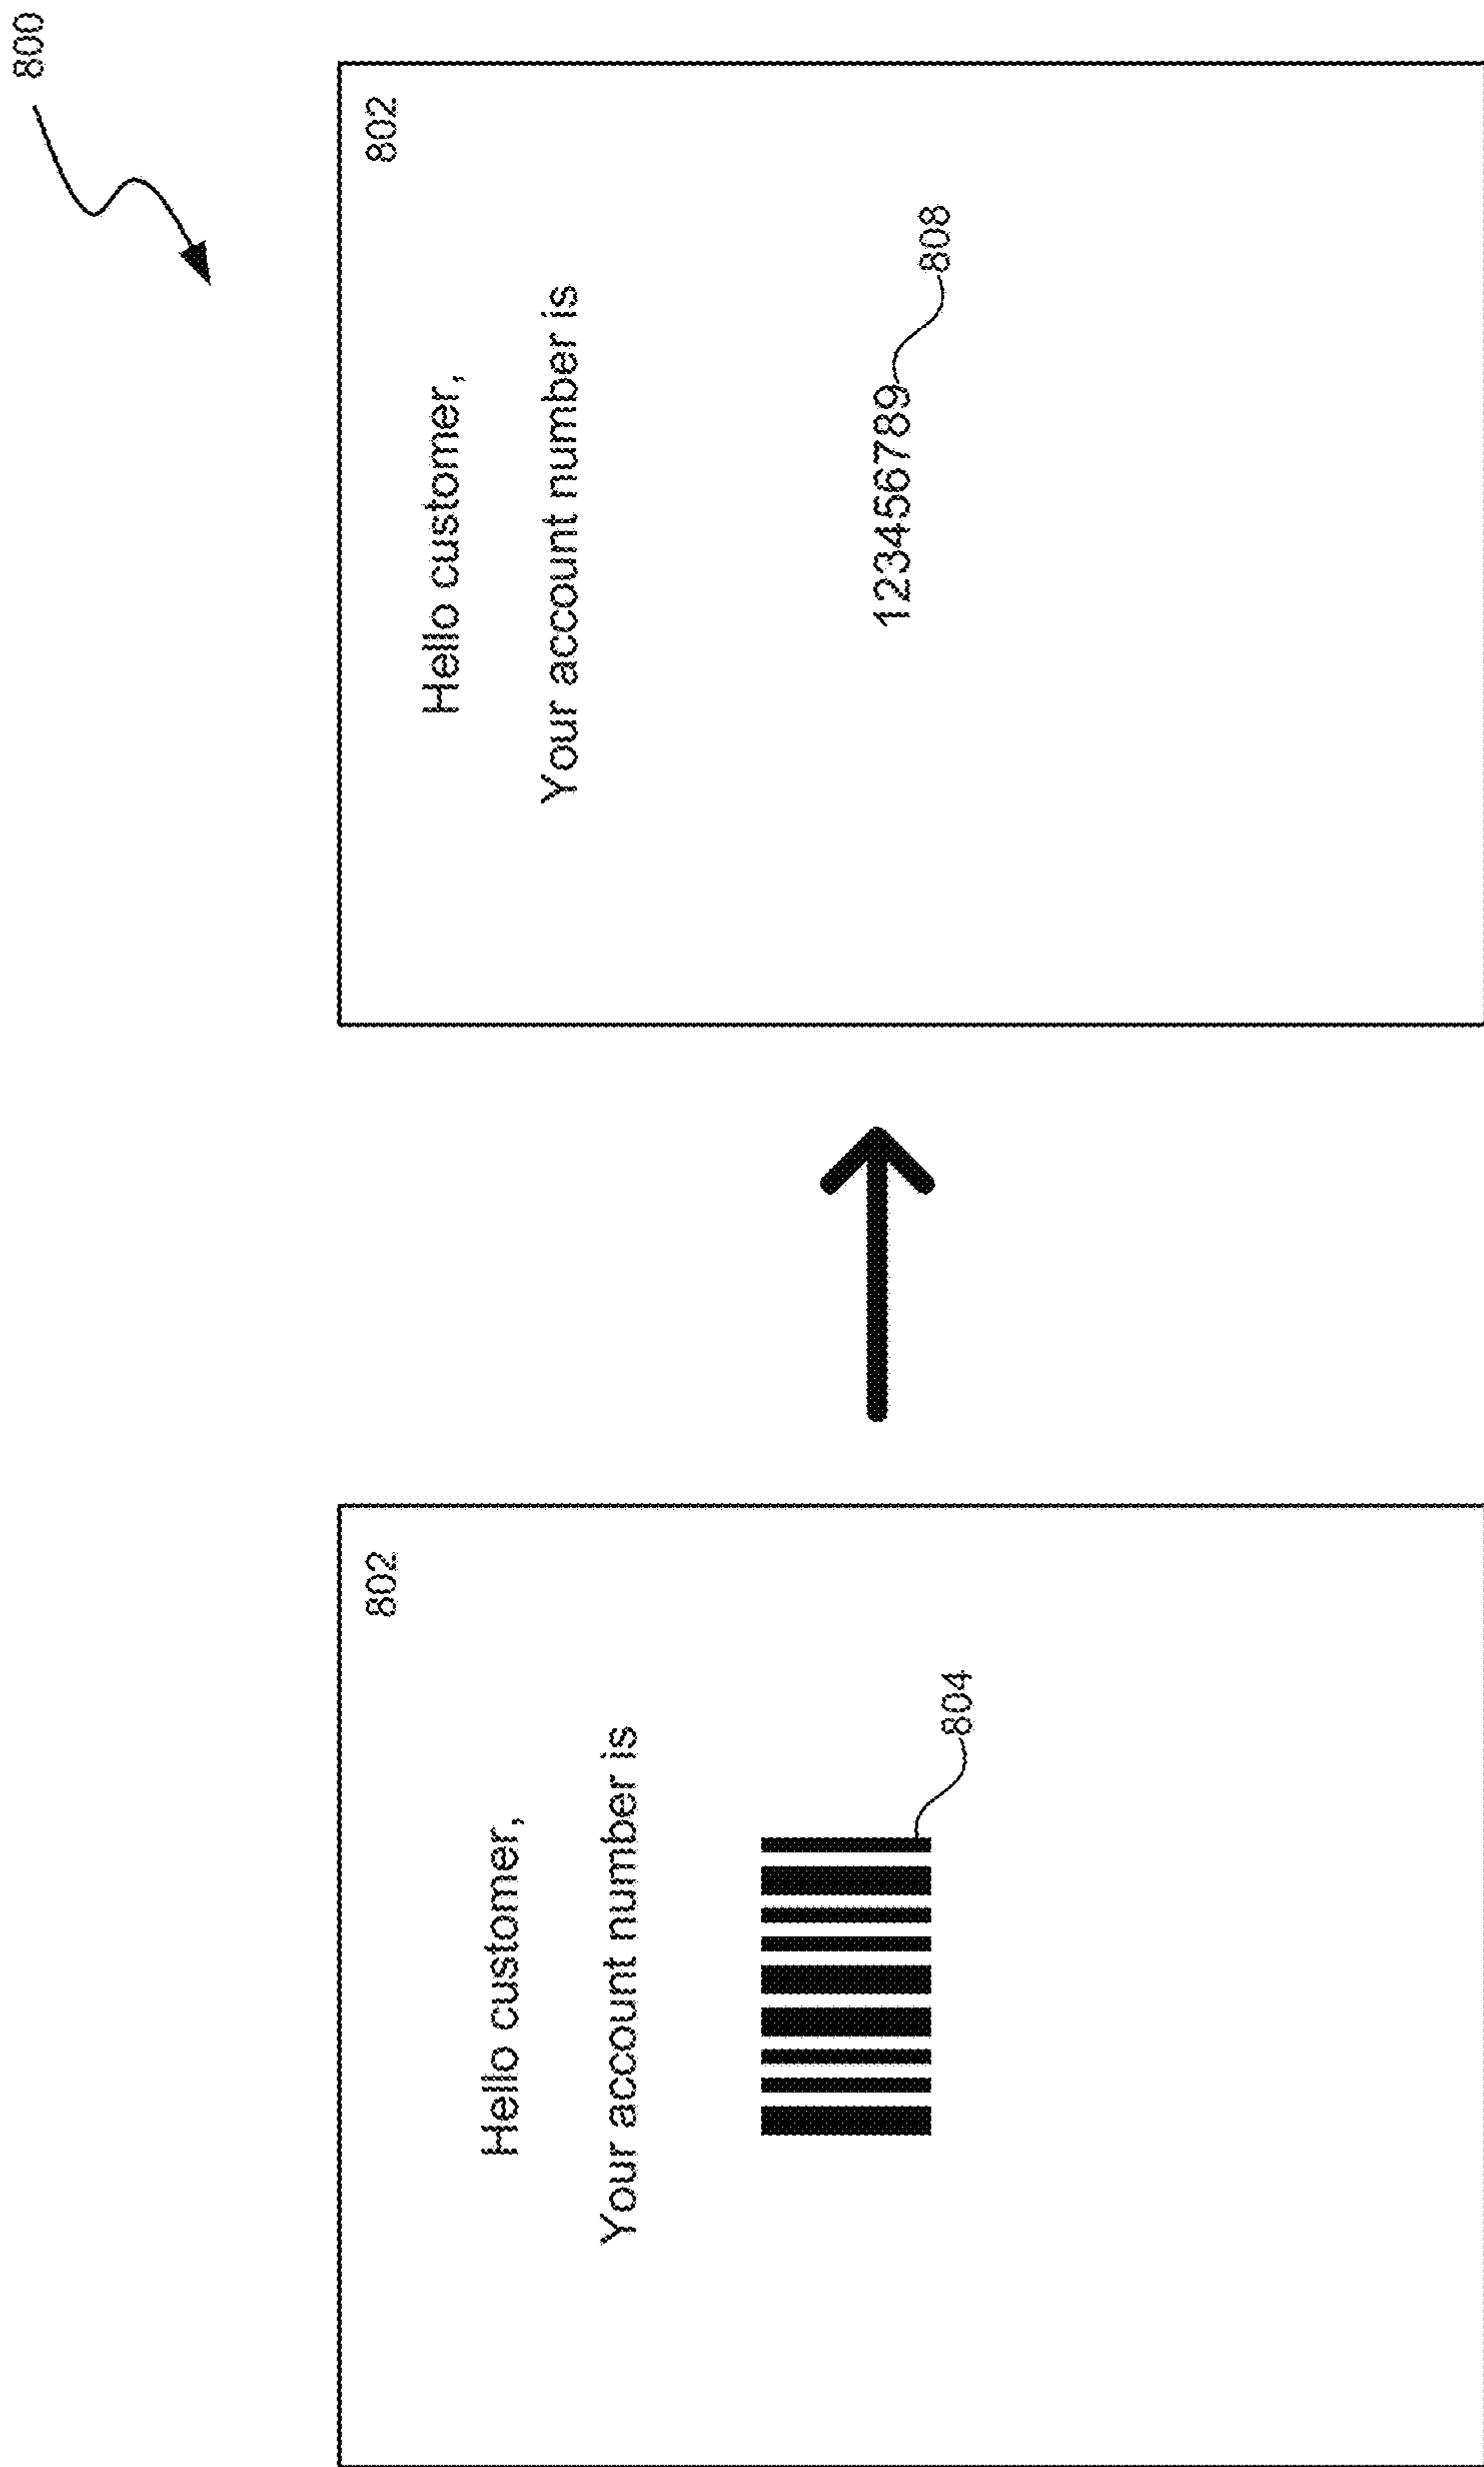 800
802
Hello customer,
Your account number is
804
802
Hello customer,
Your account number is
123456789
808